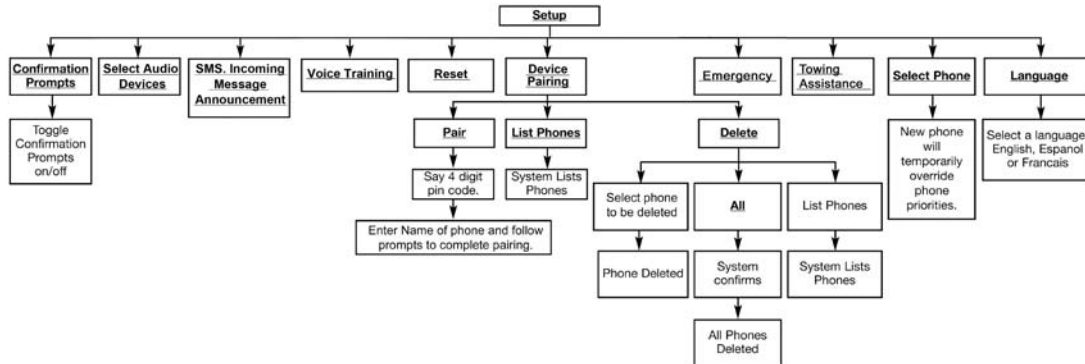 Setup
Confirmation
Prompts
Select Audio
Devices
SMS. Incoming
Message
Announcement
Voice Training
Reset
Device
Pairing
Emergency
Towing
Assistance
Select Phone
Language
Toggle
Confirmation
Prompts
on/off
Pair
List Phones
Delete
New phone
will
temporarily
override
phone
priorities.
Select a language
English, Espanol
or Francais
Say 4 digit
pin code.
System Lists
Phones
Enter Name of phone and follow
prompts to complete pairing.
Select phone
to be deleted
All
List Phones
Phone Deleted
System
confirms
System Lists
Phones
All Phones
Deleted